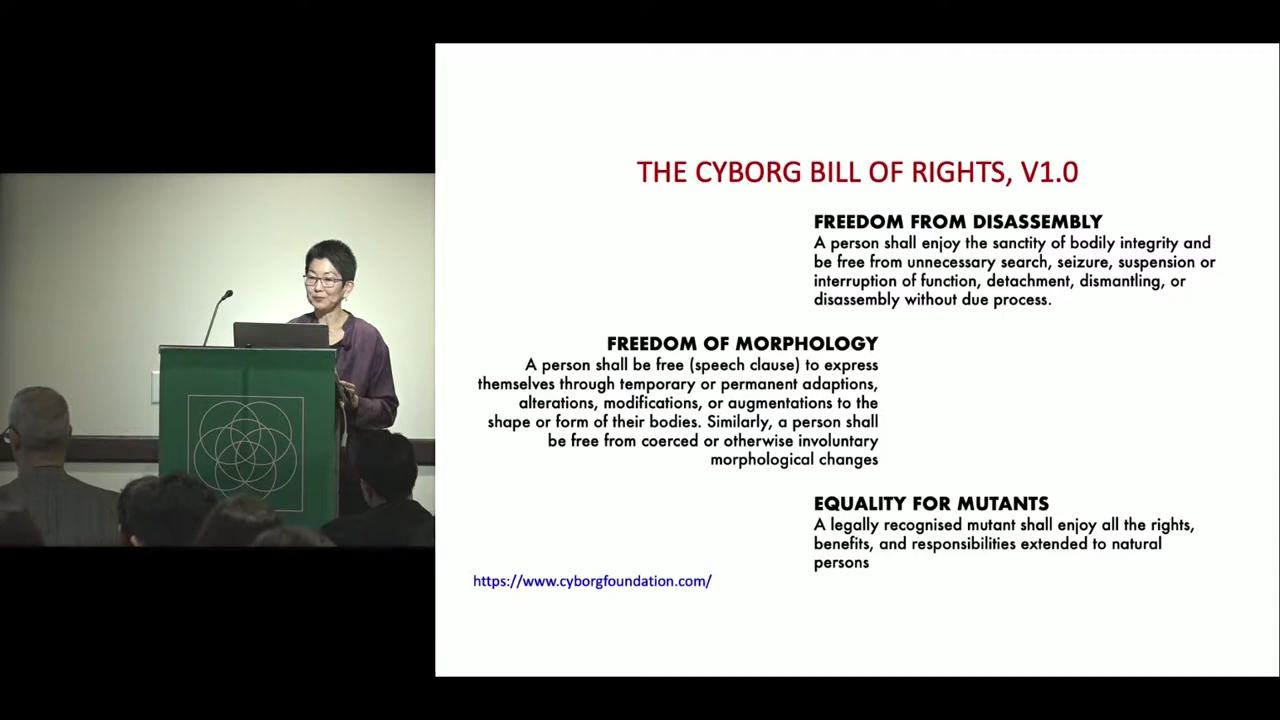 THE CYBORG BILL OF RIGHTS, V1.0
FREEDOM FROM DISASSEMBLY
A person shall enjoy the sanctity of bodily integrity and
be free from unnecessary search, seizure, suspension or
interruption of function, detachment, dismantling, or
disassembly without due process.
FREEDOM OF MORPHOLOGY
A person shall be free (speech clause) to express
themselves through temporary or permanent adaptions,
alterations, modifications, or augmentations to the
shape or form of their bodies. Similarly, a person shall
be free from coerced or otherwise involuntary
morphological changes
EQUALITY FOR MUTANTS
A legally recognised mutant shall enjoy all the rights,
benefits, and responsibilities extended to natural
persons
https://www.cyborgfoundation.com/